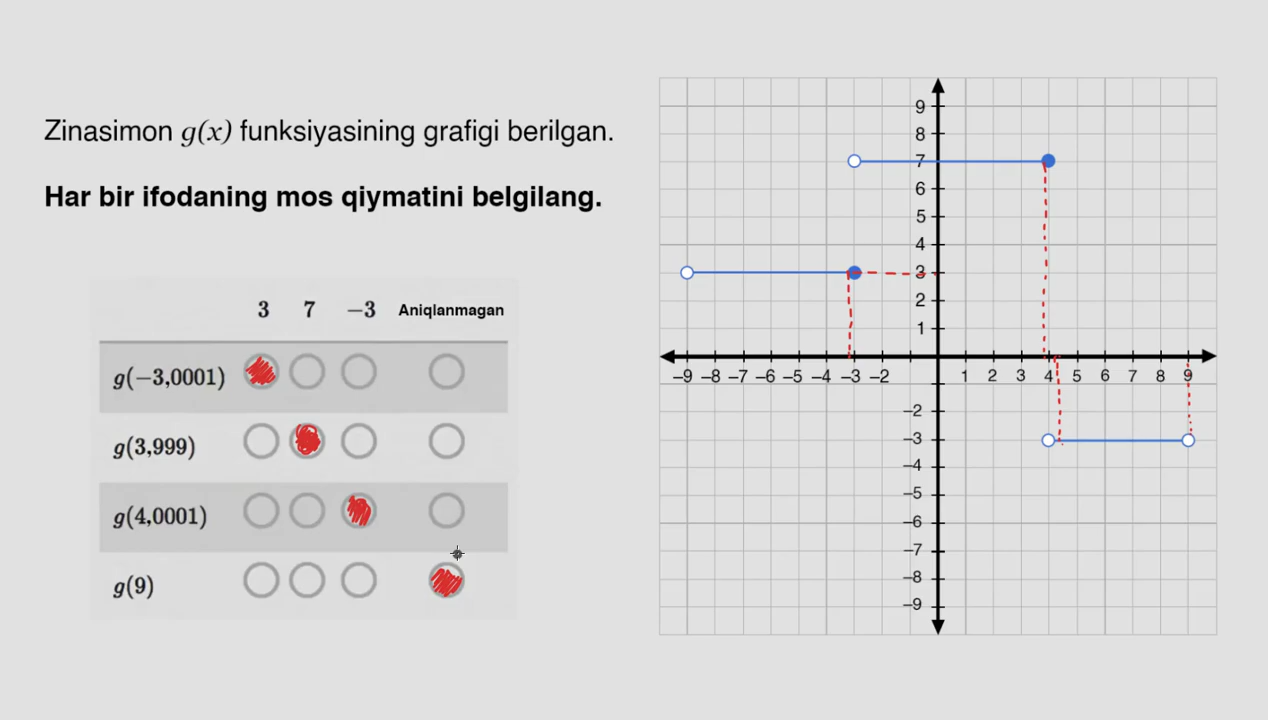 Zinasimon g(x) funksiyasining grafigi berilgan.
Har bir ifodaning mos qiymatini belgilang.
3 7 −3 Aniqlanmagan
g(−3,0001)
g(3,999)
g(4,0001)
g(9)
9
8
7
6
5
4
3
2
1
−9 −8 −7 −6 −5 −4 −3 −2 1 2 3 4 5 6 7 8 9
−2
−3
−4
−5
−6
−7
−8
−9